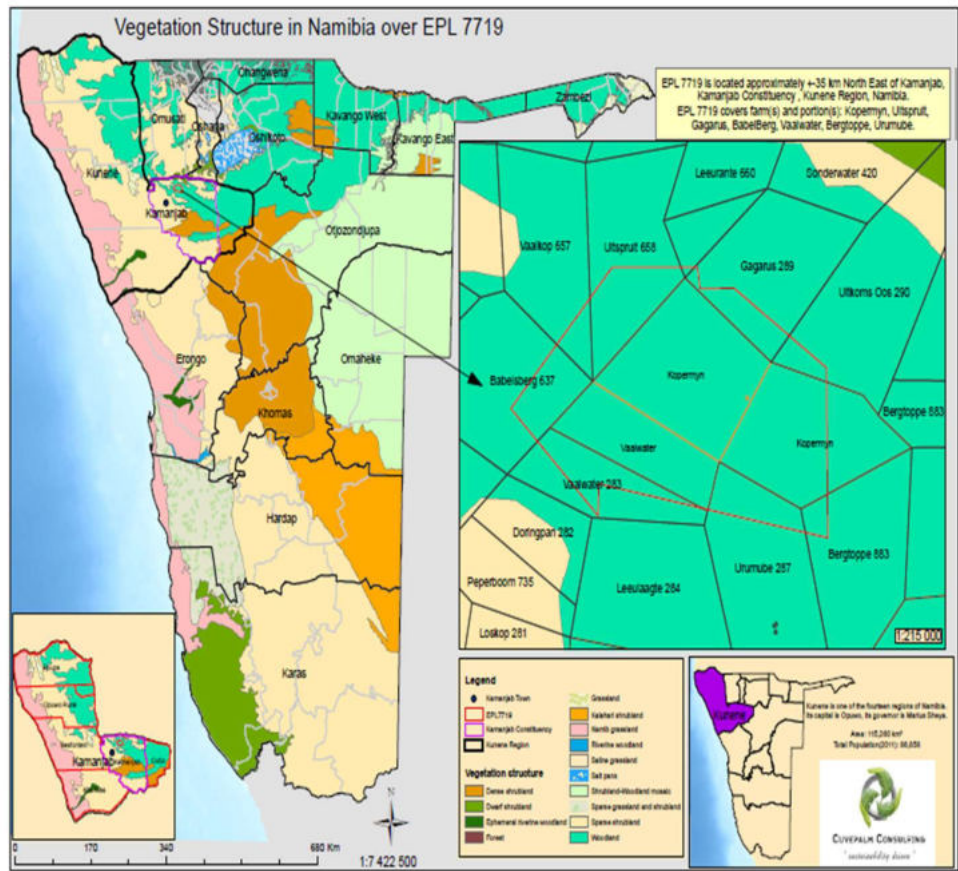 Vegetation Structure in Namibia over EPL 7719
EPL 7719 is located approximately +-35 km North East of Kamanjab,
Kamanjab Constituency , Kunene Region, Namibia.
EPL 7719 covers farm(s) and portion(s): Kopermyn, Uitspruit,
Gagarus, BabelBerg, Vaalwater, Bergtoppe, Urumube.
Ohangwena
Omusati
Oshana
Oshikoto
Kavango West
Kavango East
Zambezi
Kunene
Kamanjab
Otjozondjupa
Omaheke
Erongo
Khomas
Hardap
Karas
Leeurante 660
Sonderwater 420
Vaalkop 657
Uitspruit 658
Gagarus 289
Uitkoms Oos 290
Babelsberg 637
Kopermyn
Bergtoppe 883
Kopermyn
Vaalwater
Vaalwater 283
Doringpan 282
Bergtoppe 883
Urumube 287
Peperboom 735
Leeulaagte 284
Loskop 281
1:215 000
Kamanjab
Legend
Kamanjab Town
EPL7719
Kamanjab Constituency
Kunene Region
Vegetation structure
Dense shrubland
Dwarf shrubland
Ephemeral riverine woodland
Forest
Grassland
Kalahari shrubland
Namib grassland
Riverine woodland
Saline grassland
Salt pans
Shrubland-Woodland mosaic
Sparse grassland and shrubland
Sparse shrubland
Woodland
N
0 170 340 680 Km
1:7 422 500
Kunene
Kunene is one of the fourteen regions of Namibia.
Its capital is Opuwo, its governor is Marius Sheya.
Area: 115,260 km²
Total Population(2011): 86,856
CUVEPALM CONSULTING
" sustainability driven "